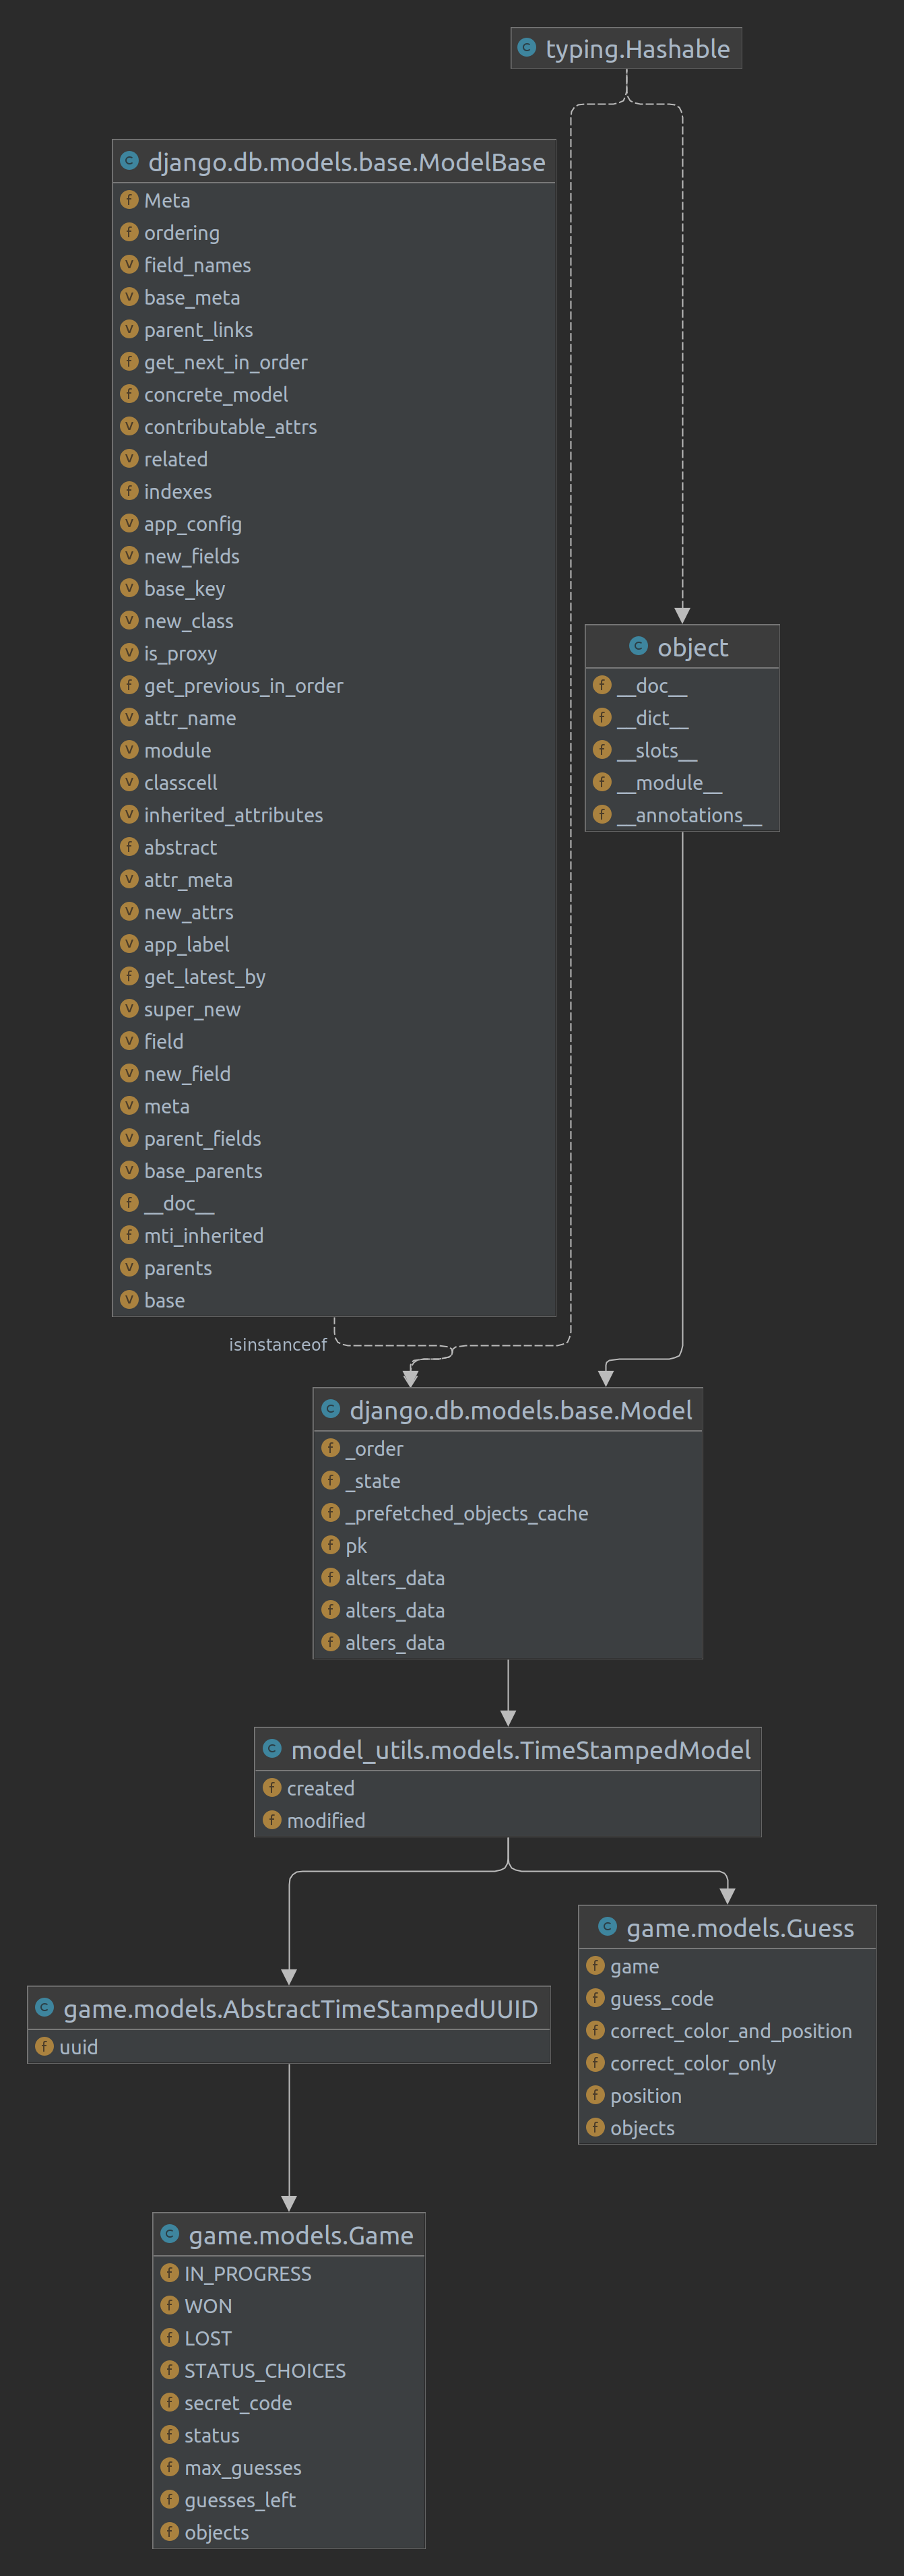 typing.Hashable
django.db.models.base.ModelBase
Meta
ordering
field_names
base_meta
parent_links
get_next_in_order
concrete_model
contributable_attrs
related
indexes
app_config
new_fields
base_key
new_class
is_proxy
get_previous_in_order
attr_name
module
classcell
inherited_attributes
abstract
attr_meta
new_attrs
app_label
get_latest_by
super_new
field
new_field
meta
parent_fields
base_parents
__doc__
mti_inherited
parents
base
object
__doc__
__dict__
__slots__
__module__
__annotations__
isinstanceof
django.db.models.base.Model
_order
_state
_prefetched_objects_cache
pk
alters_data
alters_data
alters_data
model_utils.models.TimeStampedModel
created
modified
game.models.Guess
game
guess_code
correct_color_and_position
correct_color_only
position
objects
game.models.AbstractTimeStampedUUID
uuid
game.models.Game
IN_PROGRESS
WON
LOST
STATUS_CHOICES
secret_code
status
max_guesses
guesses_left
objects